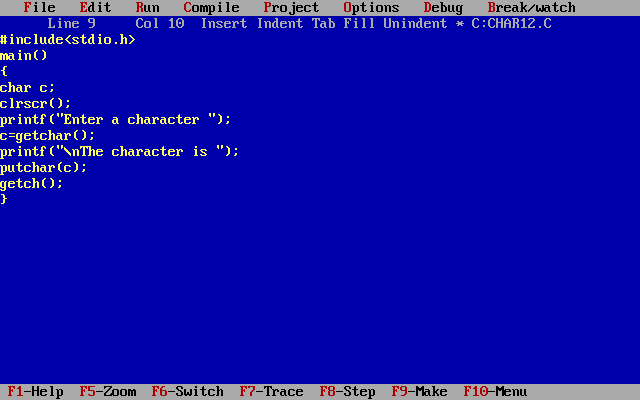 File Edit Run Compile Project Options Debug Break/watch
Line 9 Col 10 Insert Indent Tab Fill Unindent * C:CHAR12.C
#include<stdio.h>
main()
{
char c;
clrscr();
printf("Enter a character ");
c=getchar();
printf("\nThe character is ");
putchar(c);
getch();
}
F1-Help F5-Zoom F6-Switch F7-Trace F8-Step F9-Make F10-Menu